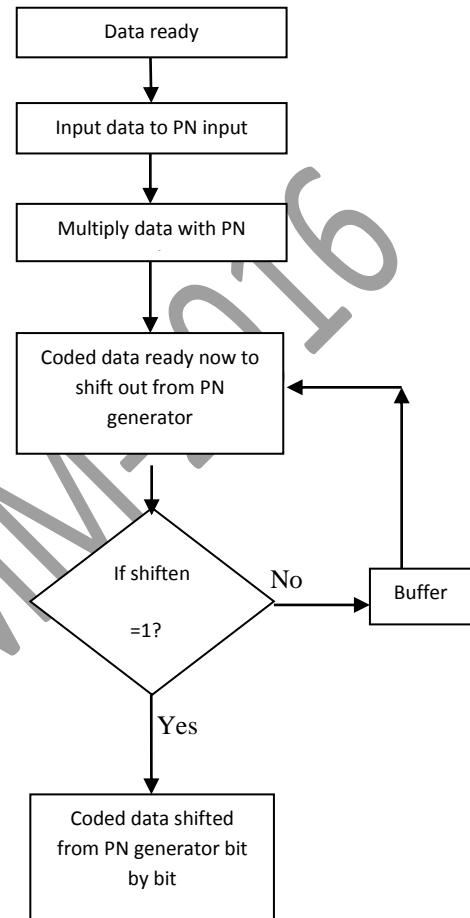 Data ready
Input data to PN input
Multiply data with PN
Coded data ready now to
shift out from PN
generator
If shiften
=1?
No
Buffer
Yes
Coded data shifted
from PN generator bit
by bit